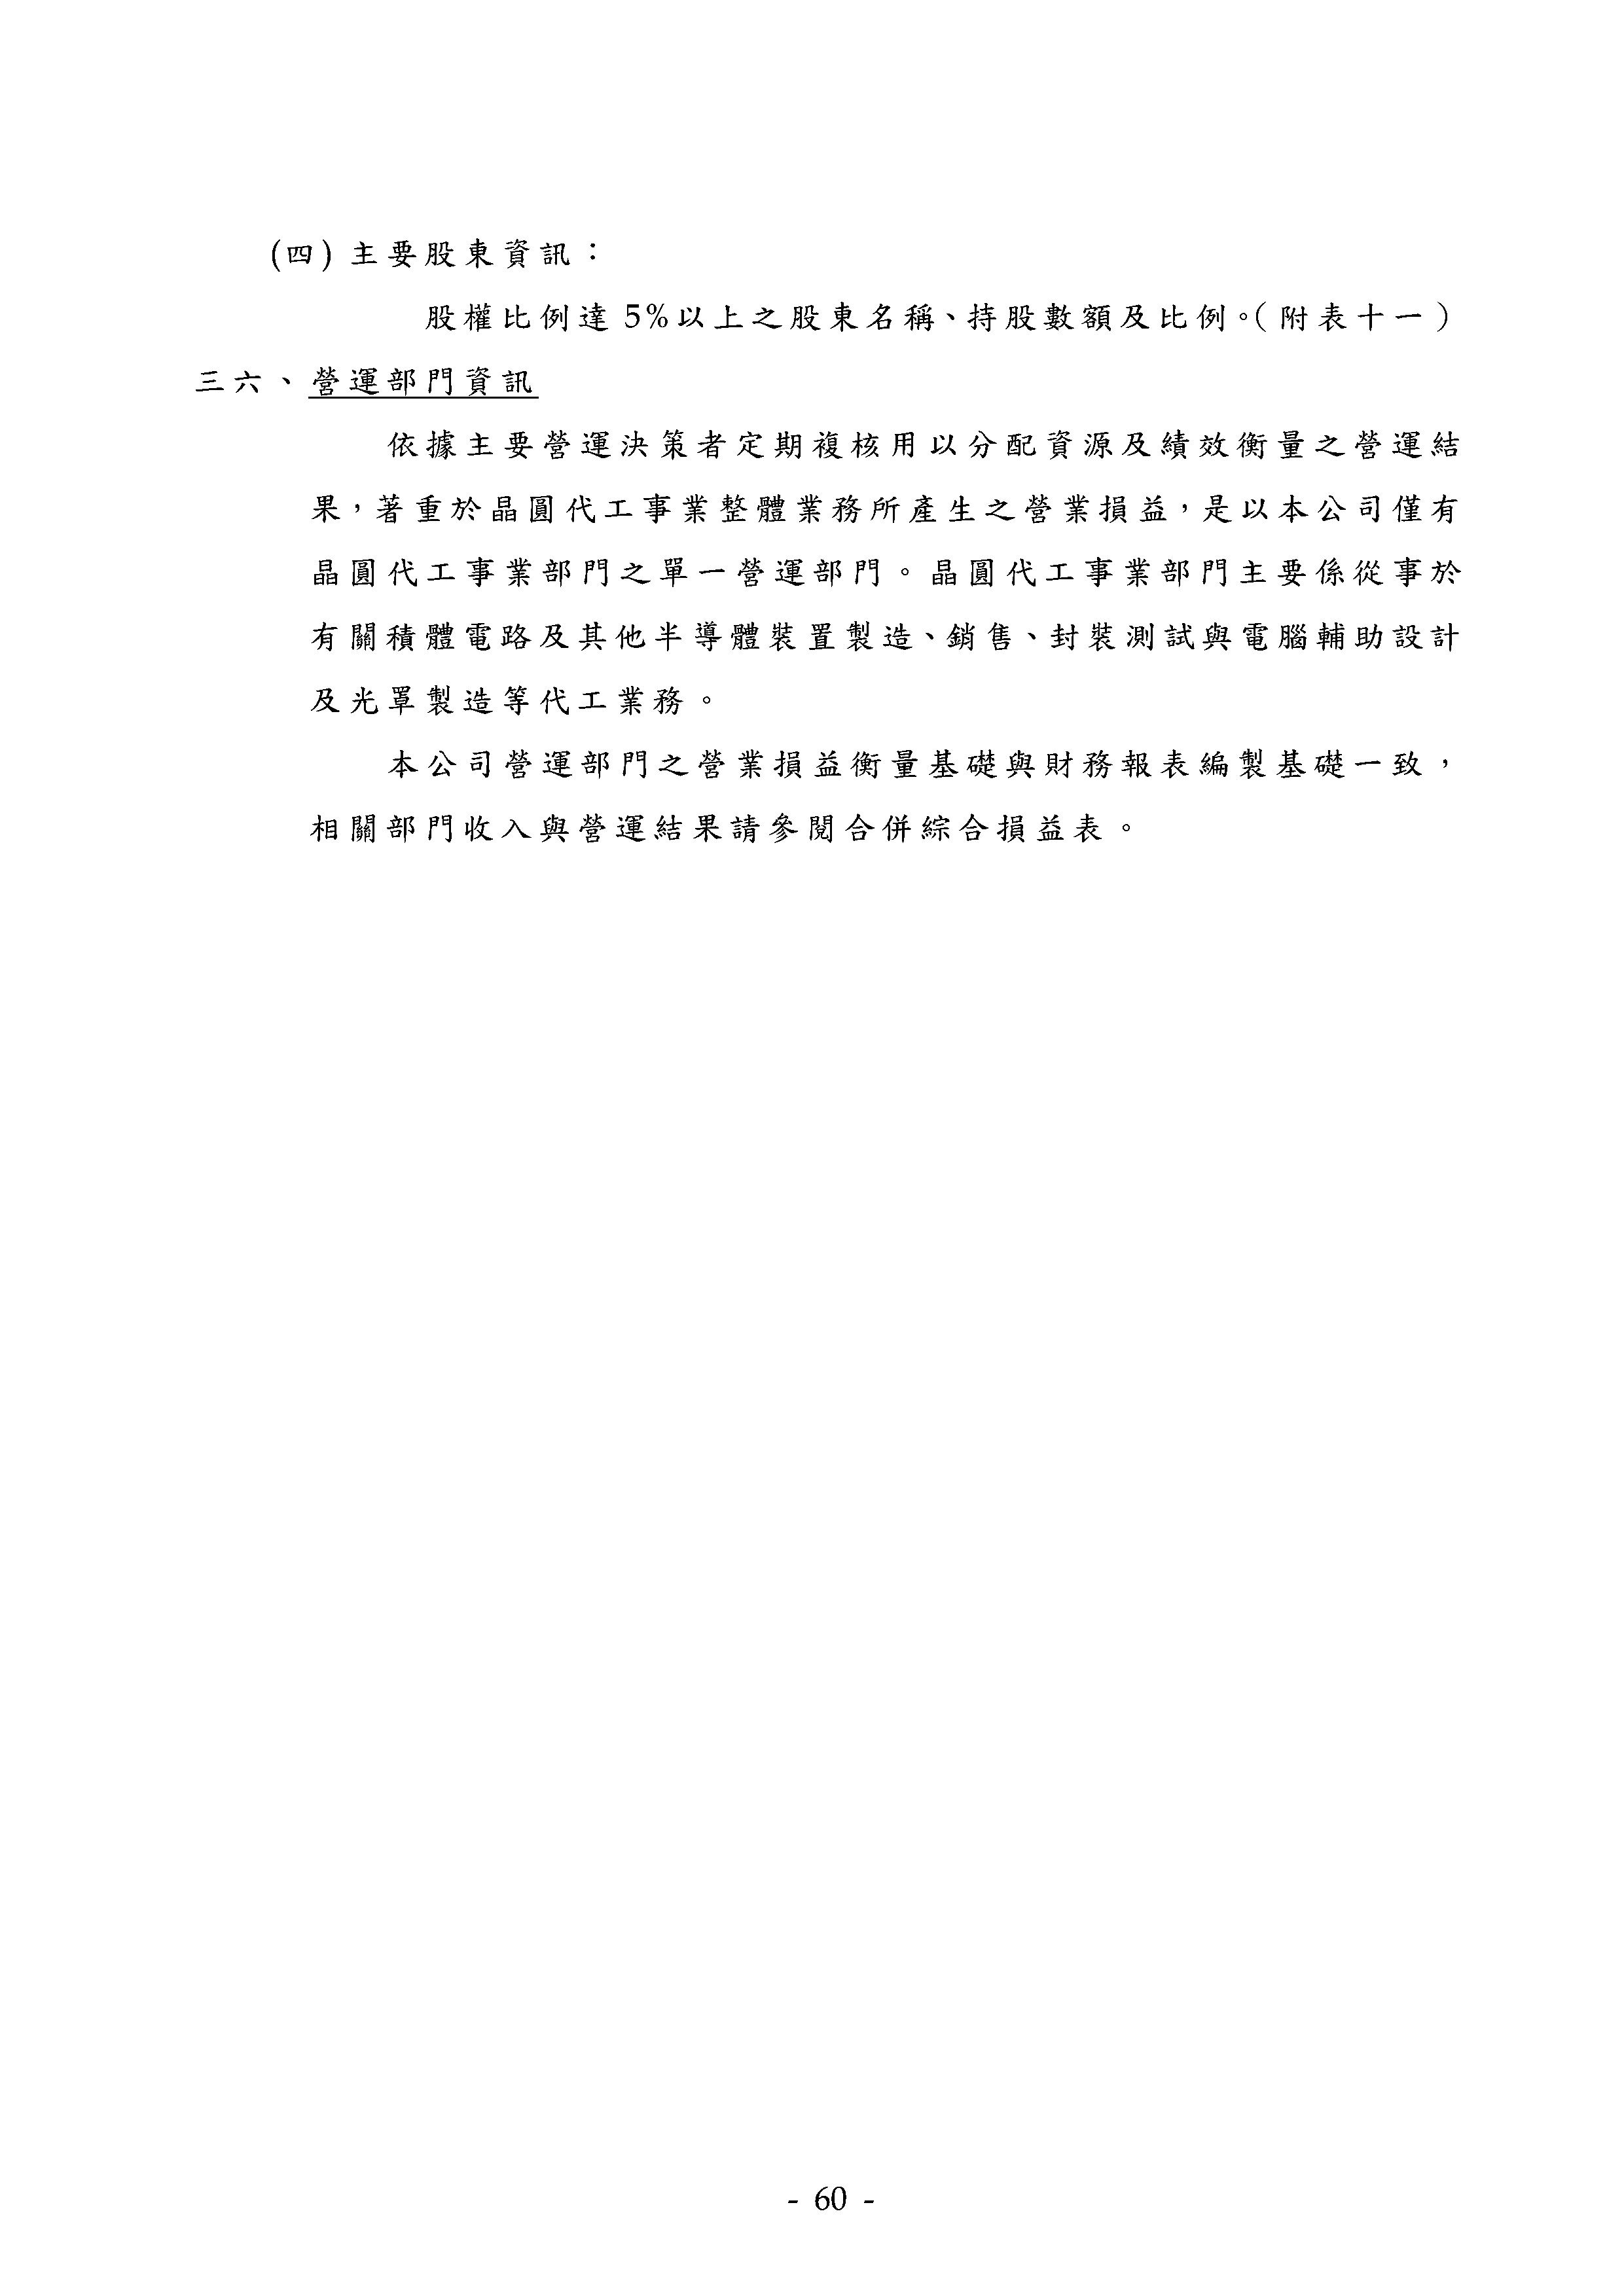 (四) 主要股東資訊：
股權比例達 5%以上之股東名稱、持股數額及比例。（附表十一）
三六、營運部門資訊
依據主要營運決策者定期複核用以分配資源及績效衡量之營運結
果，著重於晶圓代工事業整體業務所產生之營業損益，是以本公司僅有
晶圓代工事業部門之單一營運部門。晶圓代工事業部門主要係從事於
有關積體電路及其他半導體裝置製造、銷售、封裝測試與電腦輔助設計
及光罩製造等代工業務。
本公司營運部門之營業損益衡量基礎與財務報表編製基礎一致，
相關部門收入與營運結果請參閱合併綜合損益表。
- 60 -